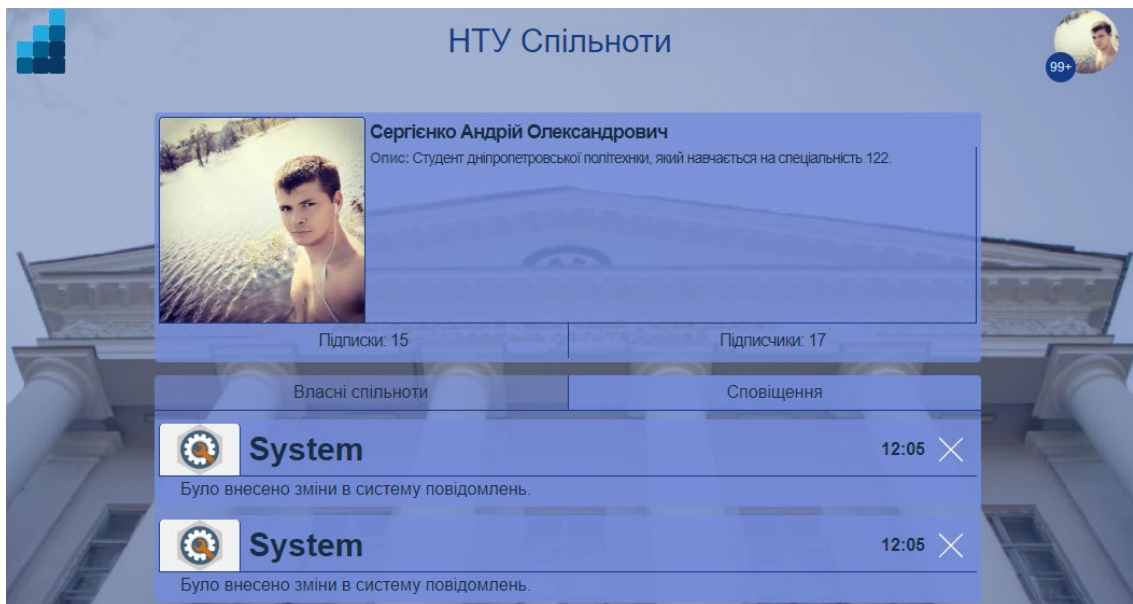 НТУ Спільноти
99+
Сергієнко Андрій Олександрович
Опис: Студент дніпропетровської політехнки, який навчається на спеціальність 122.
Підписки: 15
Підписчики: 17
Власні спільноти
Сповіщення
System
12:05
Було внесено зміни в систему повідомлень.
System
12:05
Було внесено зміни в систему повідомлень.